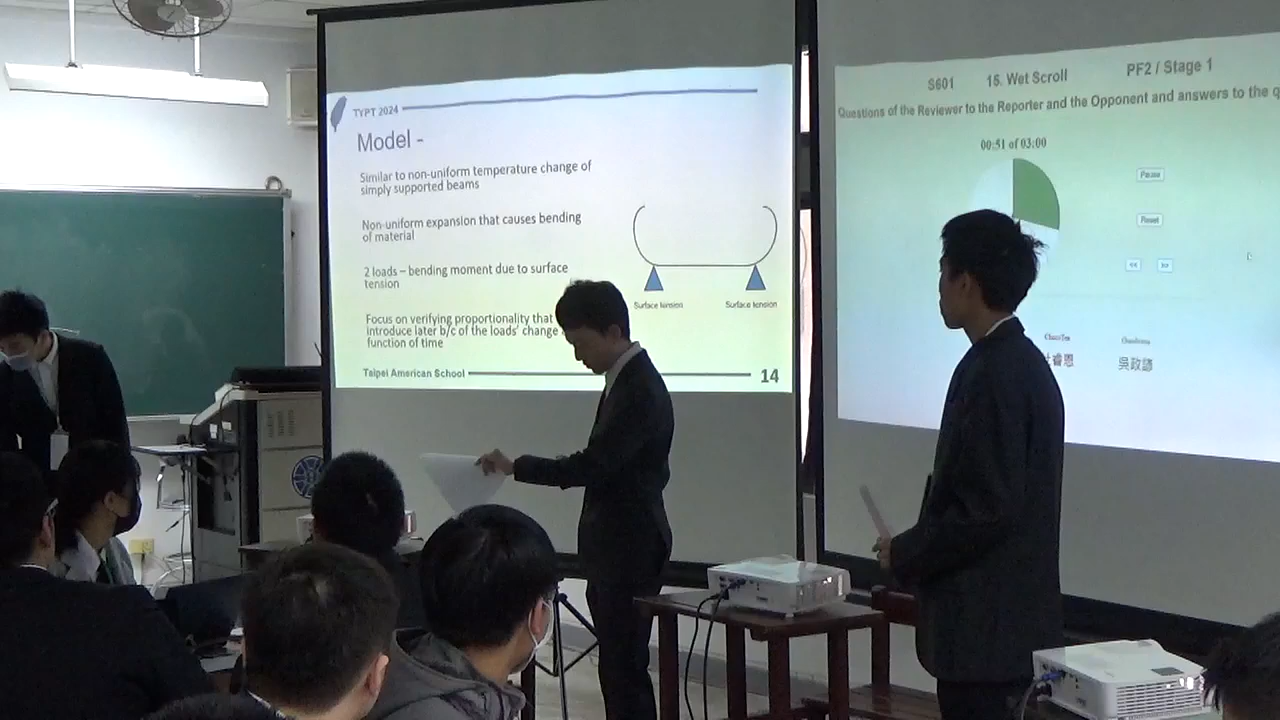 TYPT 2024
Model -
Similar to non-uniform temperature change of
simply supported beams
Non-uniform expansion that causes bending
of material
2 loads – bending moment due to surface
tension
Focus on verifying proportionality that
introduce later b/c of the loads' change
function of time
Surface tension
Surface tension
Taipei American School
14
S601 15. Wet Scroll PF2 / Stage 1
Questions of the Reviewer to the Reporter and the Opponent and answers to the q
00:51 of 03:00
Pause
Reset
<<
>>
睿恩
吳政諺